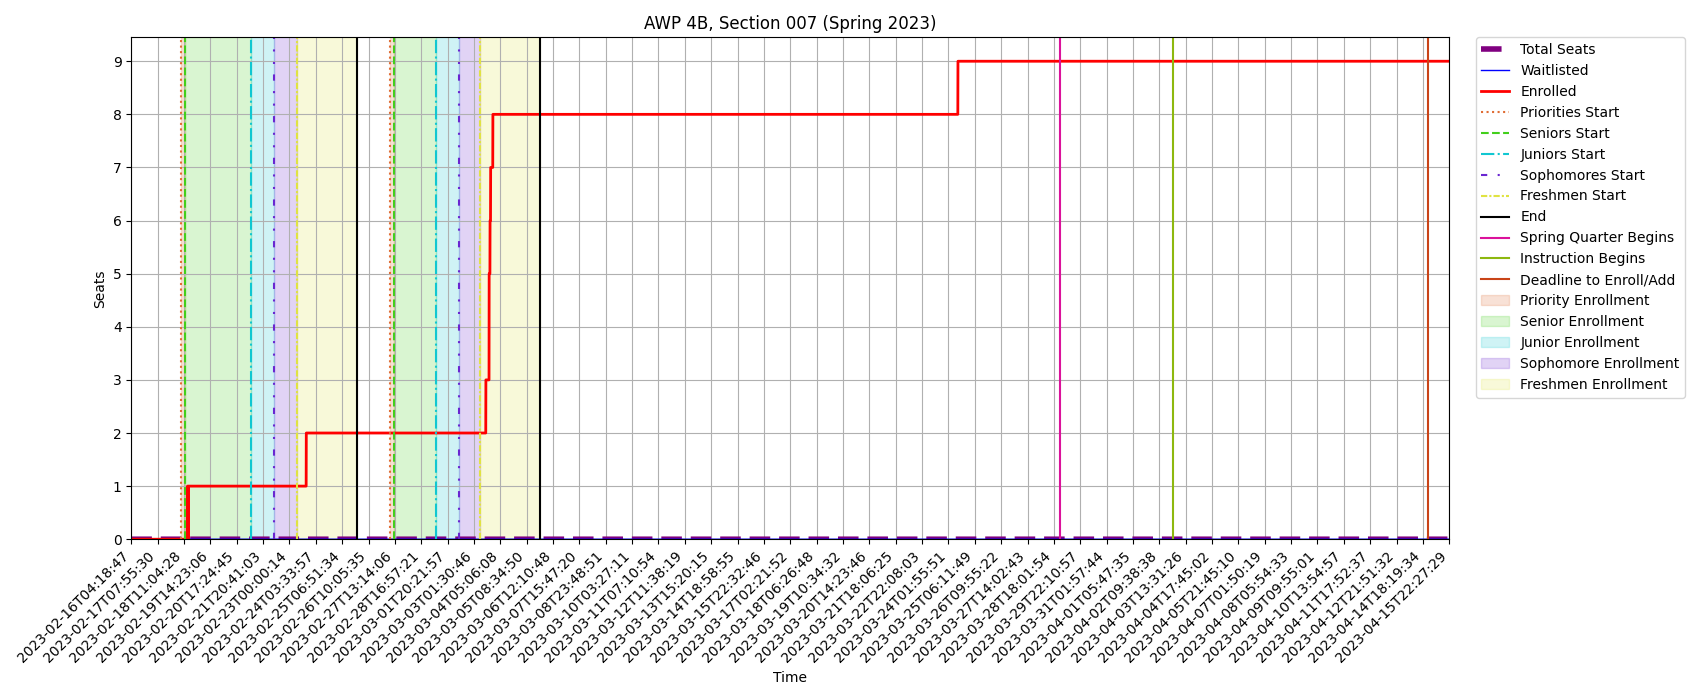 AWP 4B, Section 007 (Spring 2023)
Seats
9
8
7
6
5
4
3
2
1
0
2023-02-16T04:18:47
2023-02-17T07:55:30
2023-02-18T11:04:28
2023-02-19T14:23:06
2023-02-20T17:24:45
2023-02-21T20:41:03
2023-02-23T00:00:14
2023-02-24T03:33:57
2023-02-25T06:51:34
2023-02-26T10:05:35
2023-02-27T13:14:06
2023-02-28T16:57:21
2023-03-01T20:21:57
2023-03-03T01:30:46
2023-03-04T05:06:08
2023-03-05T08:34:50
2023-03-06T12:10:48
2023-03-07T15:47:20
2023-03-08T23:48:51
2023-03-10T03:27:11
2023-03-11T07:10:54
2023-03-12T11:38:19
2023-03-13T15:20:15
2023-03-14T18:58:55
2023-03-15T22:32:46
2023-03-17T02:21:52
2023-03-18T06:26:48
2023-03-19T10:34:32
2023-03-20T14:23:46
2023-03-21T18:06:25
2023-03-22T22:08:03
2023-03-24T01:55:51
2023-03-25T06:11:49
2023-03-26T09:55:22
2023-03-27T14:02:43
2023-03-28T18:01:54
2023-03-29T22:10:57
2023-03-31T01:57:44
2023-04-01T05:47:35
2023-04-02T09:38:38
2023-04-03T13:31:26
2023-04-04T17:45:02
2023-04-05T21:45:10
2023-04-07T01:50:19
2023-04-08T05:54:33
2023-04-09T09:55:01
2023-04-10T13:54:57
2023-04-11T17:52:37
2023-04-12T21:51:32
2023-04-14T18:19:34
2023-04-15T22:27:29
Time
Total Seats
Waitlisted
Enrolled
Priorities Start
Seniors Start
Juniors Start
Sophomores Start
Freshmen Start
End
Spring Quarter Begins
Instruction Begins
Deadline to Enroll/Add
Priority Enrollment
Senior Enrollment
Junior Enrollment
Sophomore Enrollment
Freshmen Enrollment